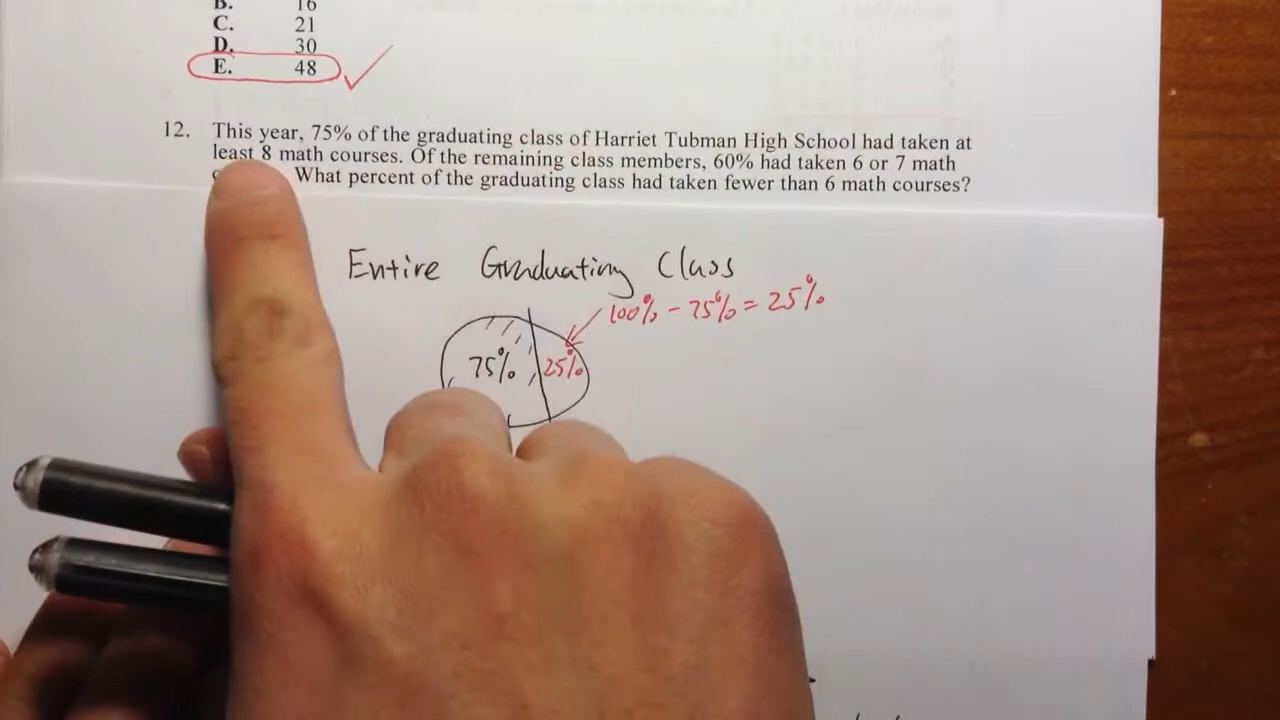 B. 16
C. 21
D. 30
E. 48
12. This year, 75% of the graduating class of Harriet Tubman High School had taken at
least 8 math courses. Of the remaining class members, 60% had taken 6 or 7 math
What percent of the graduating class had taken fewer than 6 math courses?
Entire Graduating Class
100% - 75% = 25%
75% 25%